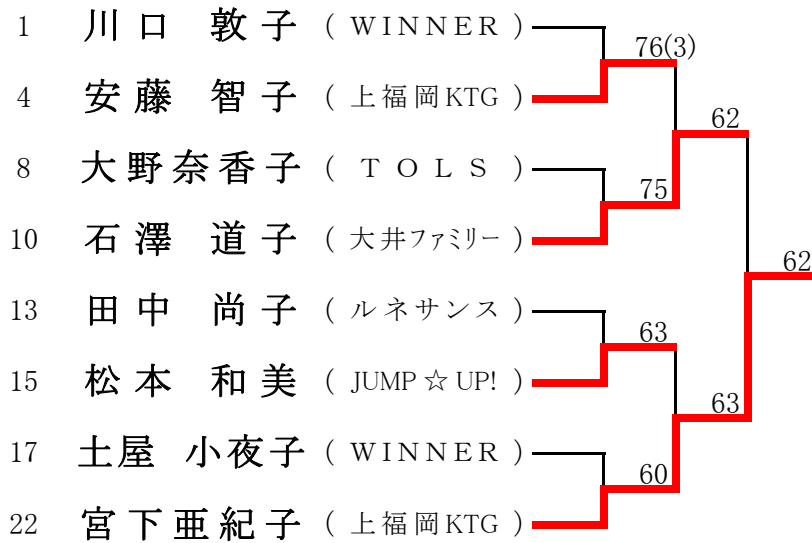 1 川口 敦子 ( WINNER )
76(3)
4 安藤 智子 ( 上福岡KTG )
62
8 大野奈香子 ( TOLS )
75
10 石澤 道子 ( 大井ファミリー )
62
13 田中 尚子 ( ルネサンス )
63
15 松本 和美 ( JUMP ☆ UP! )
63
17 土屋 小夜子 ( WINNER )
60
22 宮下亜紀子 ( 上福岡KTG )